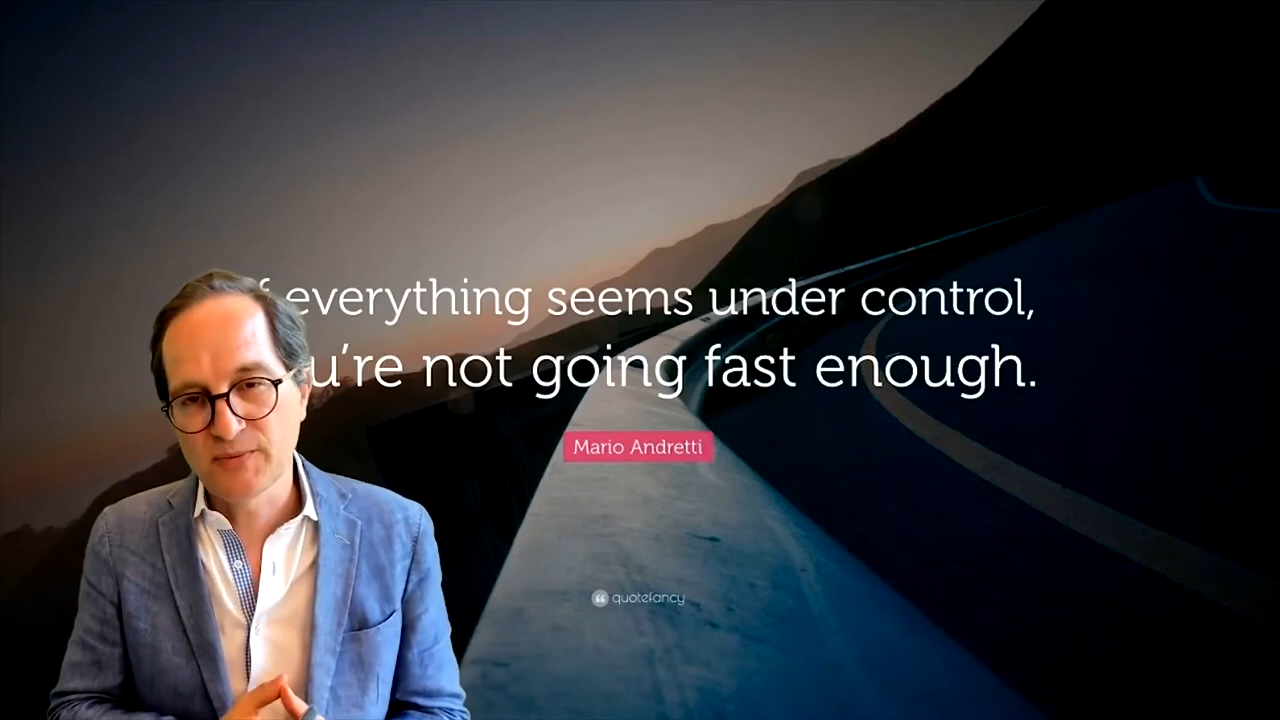 f everything seems under control,
u're not going fast enough.
Mario Andretti
quotefancy